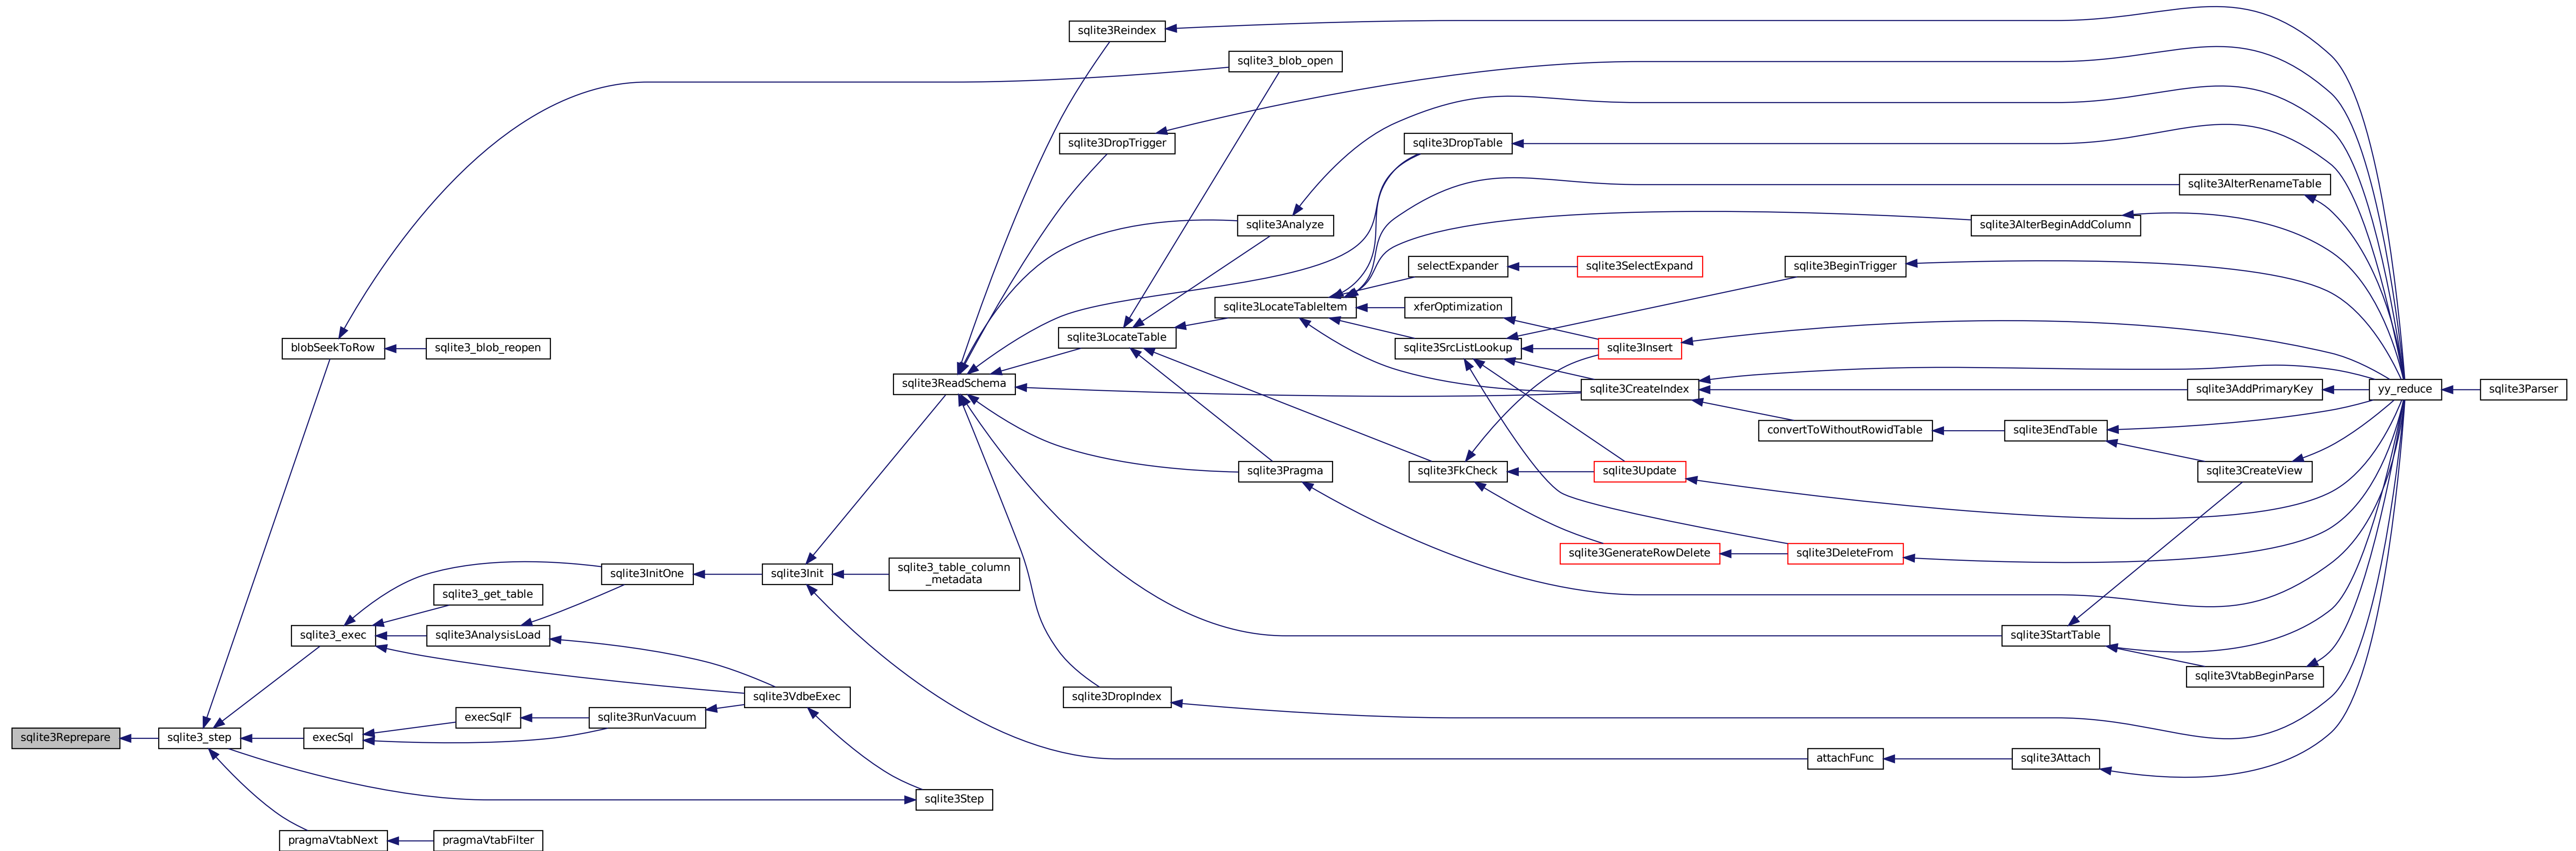 sqlite3Reindex
sqlite3_blob_open
sqlite3DropTrigger
sqlite3DropTable
sqlite3AlterRenameTable
sqlite3Analyze
sqlite3AlterBeginAddColumn
selectExpander
sqlite3SelectExpand
sqlite3BeginTrigger
sqlite3LocateTableItem
xferOptimization
sqlite3LocateTable
blobSeekToRow
sqlite3_blob_reopen
sqlite3SrcListLookup
sqlite3Insert
sqlite3ReadSchema
sqlite3CreateIndex
sqlite3AddPrimaryKey
yy_reduce
sqlite3Parser
convertToWithoutRowidTable
sqlite3EndTable
sqlite3Pragma
sqlite3FkCheck
sqlite3Update
sqlite3CreateView
sqlite3GenerateRowDelete
sqlite3DeleteFrom
sqlite3InitOne
sqlite3Init
sqlite3_table_column
_metadata
sqlite3_get_table
sqlite3_exec
sqlite3AnalysisLoad
sqlite3StartTable
sqlite3VtabBeginParse
sqlite3VdbeExec
sqlite3DropIndex
execSqlF
sqlite3RunVacuum
sqlite3Reprepare
sqlite3_step
execSql
attachFunc
sqlite3Attach
sqlite3Step
pragmaVtabNext
pragmaVtabFilter